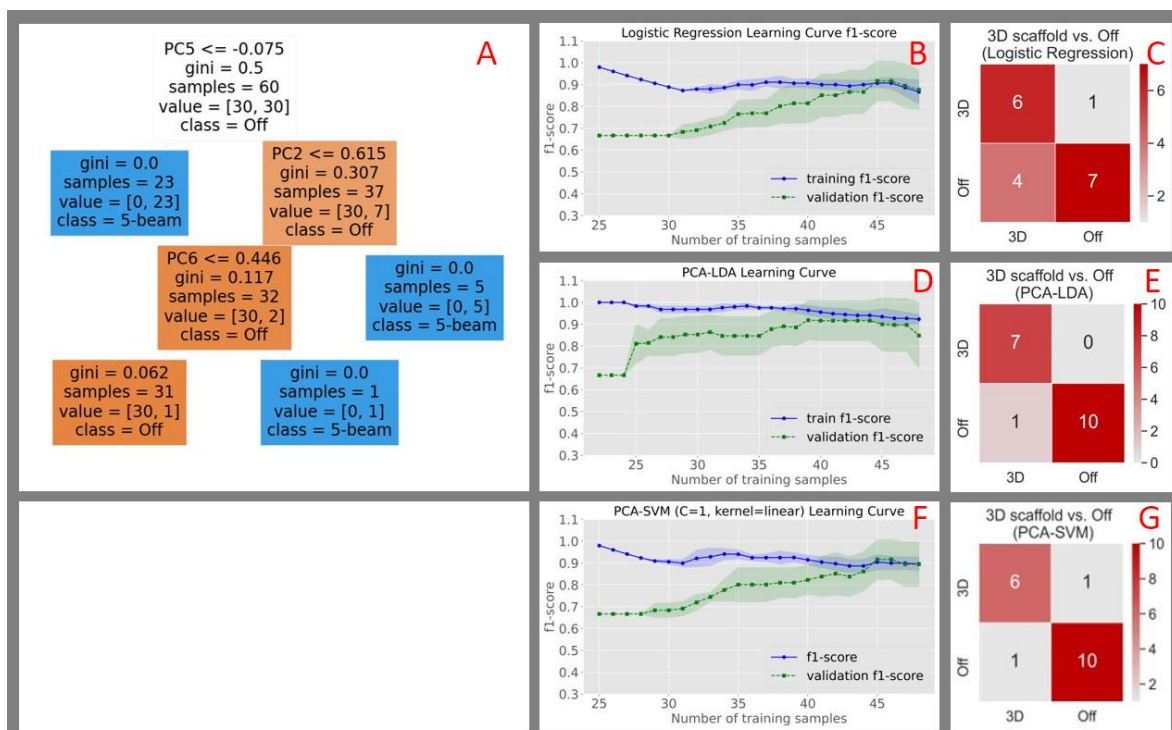 A
PC5 <= -0.075
gini = 0.5
samples = 60
value = [30, 30]
class = Off
gini = 0.0
samples = 23
value = [0, 23]
class = 5-beam
PC2 <= 0.615
gini = 0.307
samples = 37
value = [30, 7]
class = Off
PC6 <= 0.446
gini = 0.117
samples = 32
value = [30, 2]
class = Off
gini = 0.0
samples = 5
value = [0, 5]
class = 5-beam
gini = 0.062
samples = 31
value = [30, 1]
class = Off
gini = 0.0
samples = 1
value = [0, 1]
class = 5-beam
Logistic Regression Learning Curve f1-score
B
1.1
1.0
0.9
0.8
0.7
0.6
0.5
0.4
0.3
f1-score
training f1-score
validation f1-score
25 30 35 40 45
Number of training samples
3D scaffold vs. Off
(Logistic Regression)
C
3D
6 1
Off
4 7
3D Off
6
4
2
PCA-LDA Learning Curve
D
1.1
1.0
0.9
0.8
0.7
0.6
0.5
0.4
0.3
f1-score
train f1-score
validation f1-score
25 30 35 40 45
Number of training samples
3D scaffold vs. Off
(PCA-LDA)
E
3D
7 0
Off
1 10
3D Off
10
8
6
4
2
0
PCA-SVM (C=1, kernel=linear) Learning Curve
F
1.1
1.0
0.9
0.8
0.7
0.6
0.5
0.4
0.3
f1-score
f1-score
validation f1-score
25 30 35 40 45
Number of training samples
3D scaffold vs. Off
(PCA-SVM)
G
3D
6 1
Off
1 10
3D Off
10
8
6
4
2